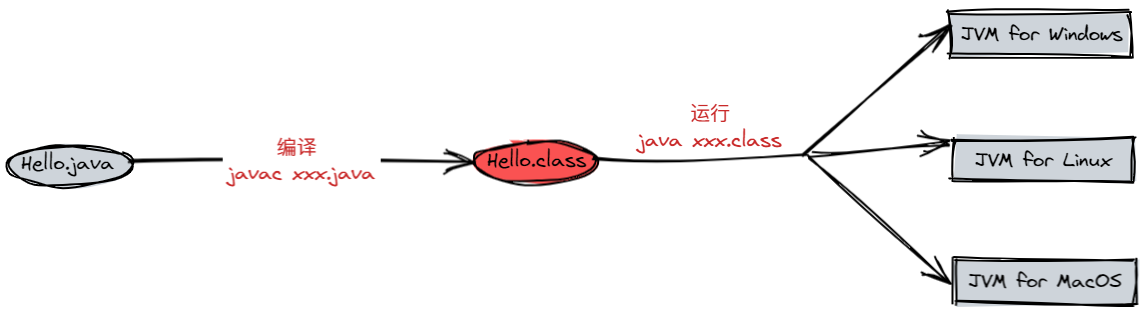 Hello.java
编译
javac xxx.java
Hello.class
运行
java xxx.class
JVM for Windows
JVM for Linux
JVM for MacOS